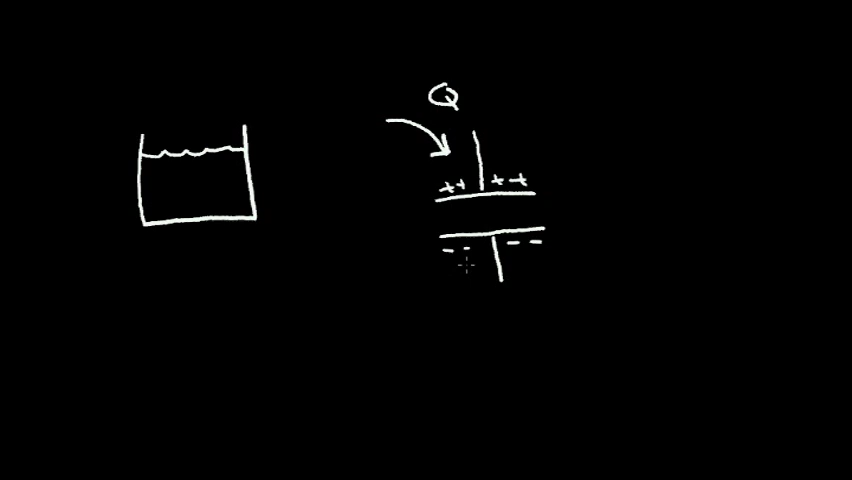 Q
++ ++
-- --